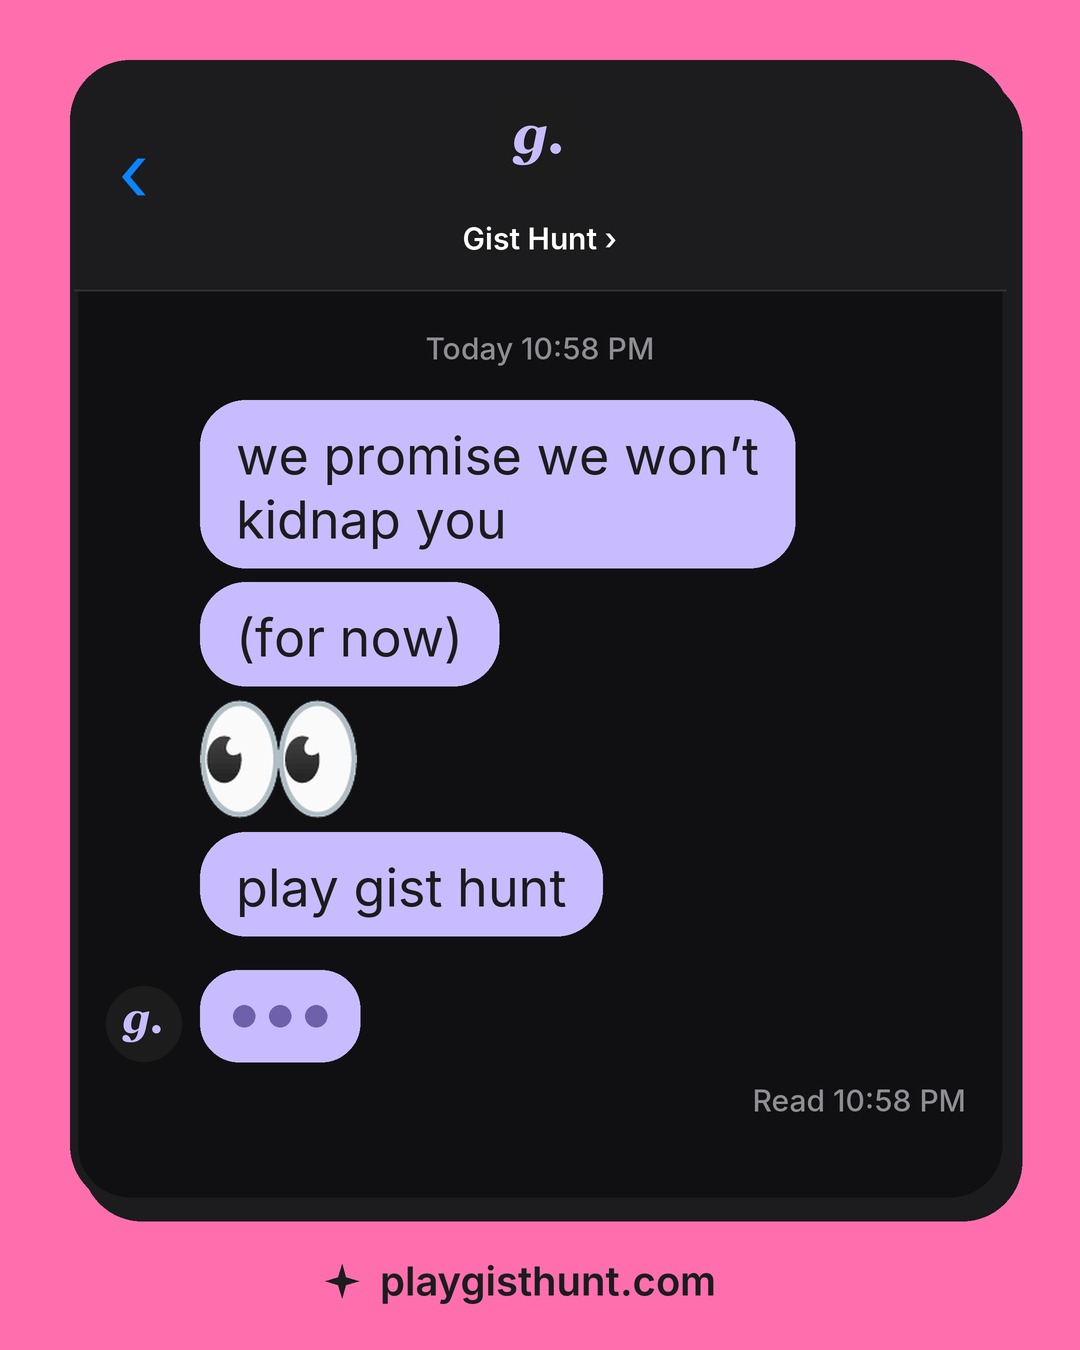 g.
Gist Hunt ›
Today 10:58 PM
we promise we won’t
kidnap you
(for now)
👀
play gist hunt
g.
Read 10:58 PM
playgisthunt.com